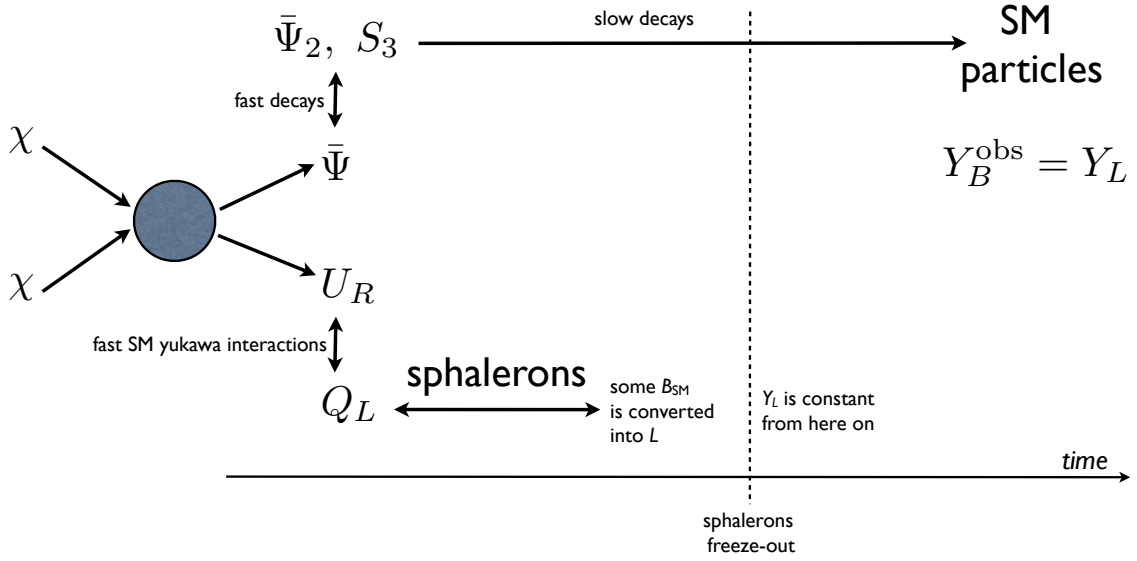 slow decays
SM
particles
Ψ̄₂, S₃
fast decays
χ
Ψ̄
Y_B^obs = Y_L
χ
U_R
fast SM yukawa interactions
sphalerons
Q_L
some B_SM
is converted
into L
Y_L is constant
from here on
time
sphalerons
freeze-out